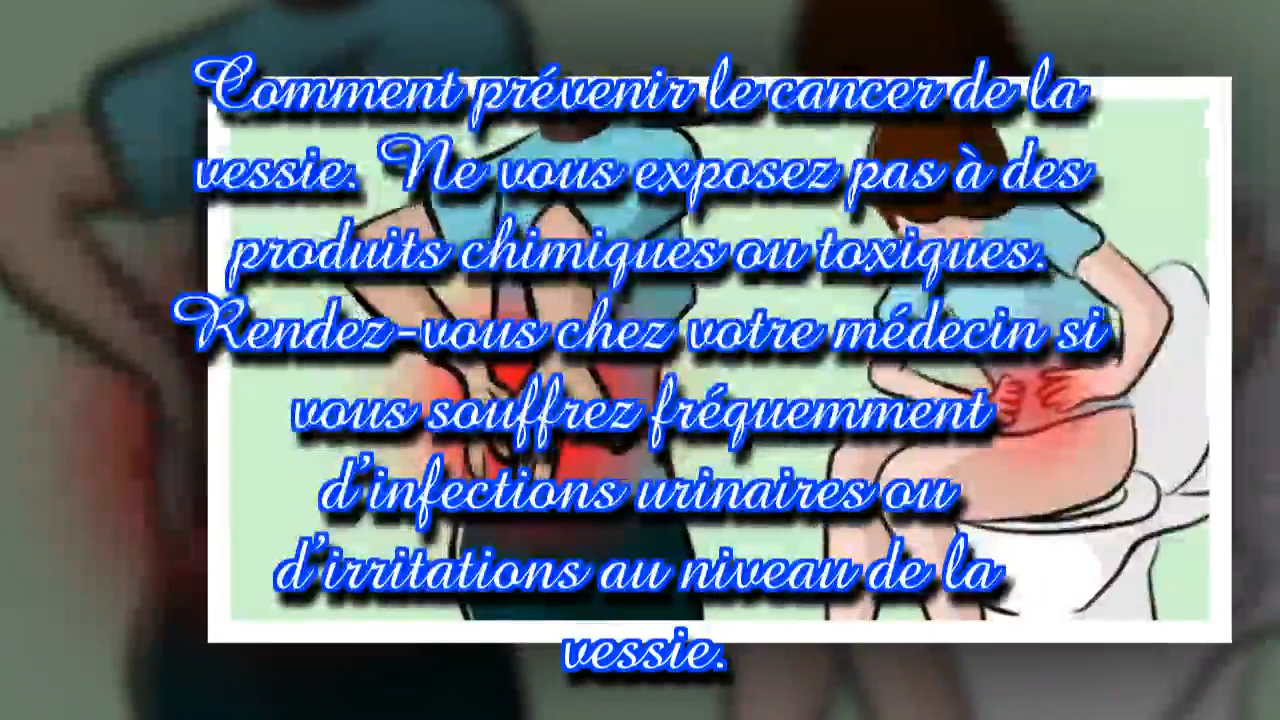 Comment prévenir le cancer de la
vessie. Ne vous exposez pas à des
produits chimiques ou toxiques.
Rendez-vous chez votre médecin si
vous souffrez fréquemment
d'infections urinaires ou
d'irritations au niveau de la
vessie.